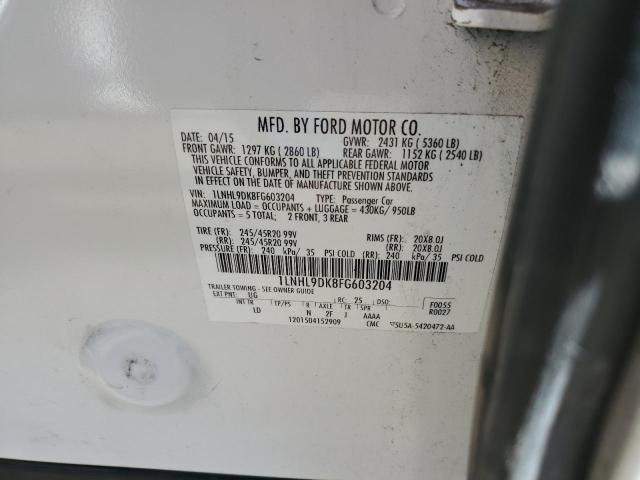 MFD. BY FORD MOTOR CO.
DATE: 04/15 GVWR: 2431 KG ( 5360 LB)
FRONT GAWR: 1297 KG ( 2860 LB) REAR GAWR: 1152 KG ( 2540 LB)
THIS VEHICLE CONFORMS TO ALL APPLICABLE FEDERAL MOTOR
VEHICLE SAFETY, BUMPER, AND THEFT PREVENTION STANDARDS
IN EFFECT ON THE DATE OF MANUFACTURE SHOWN ABOVE.
VIN: 1LNHL9DK8FG603204 TYPE: Passenger Car
MAXIMUM LOAD = OCCUPANTS + LUGGAGE = 430KG/ 950LB
OCCUPANTS = 5 TOTAL; 2 FRONT, 3 REAR
TIRE (FR): 245/45R20 99V RIMS (FR): 20X8.0J
(RR): 245/45R20 99V (RR): 20X8.0J
PRESSURE (FR): 240 kPa/ 35 PSI COLD (RR): 240 kPa/ 35 PSI COLD
1LNHL9DK8FG603204
TRAILER TOWING - SEE OWNER GUIDE
EXT PNT: UG RC: 25 DSO: F0055
INT TR TP/PS R AXLE TR SPR R0027
LD N 2F J AAAA
1201504152909 CMC 5U5A-5420472-AA